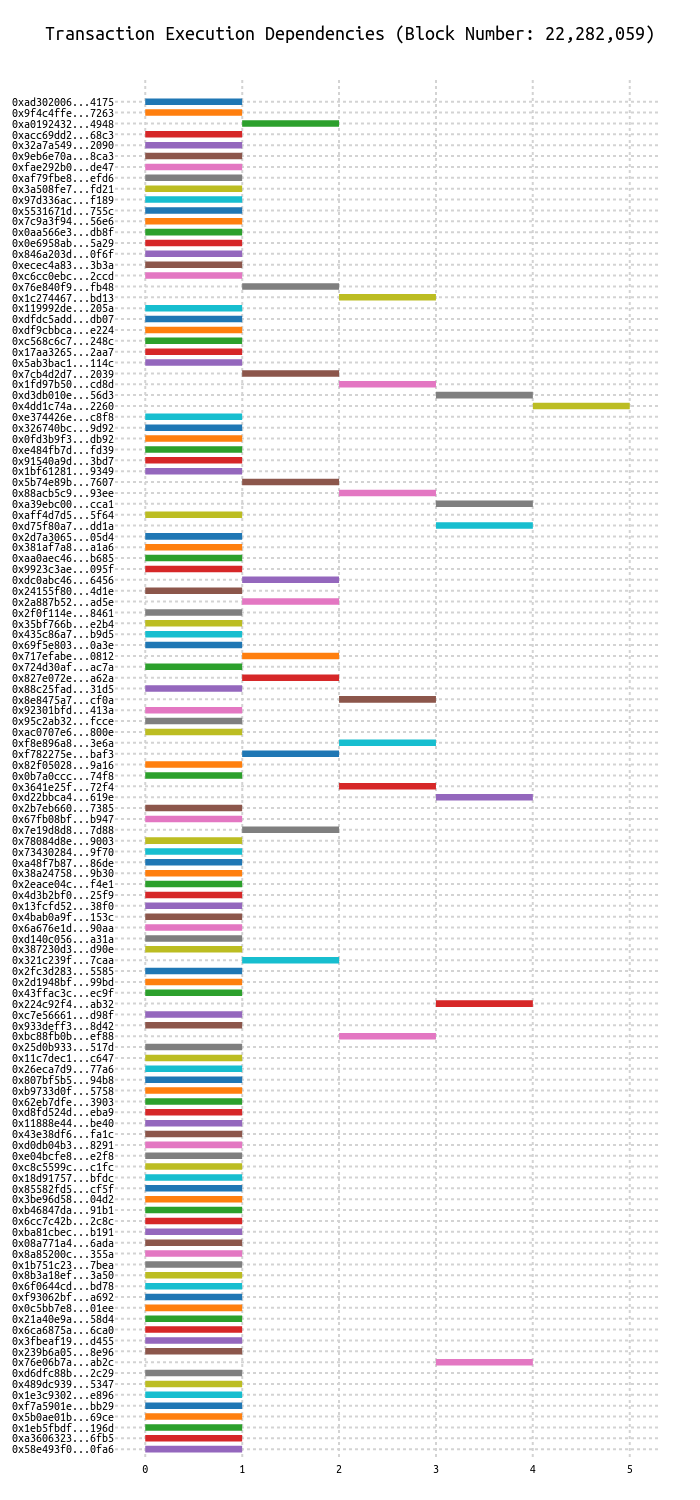 Transaction Execution Dependencies (Block Number: 22,282,059)
0xad302006...4175
0x9f4c4ffe...7263
0xa0192432...4948
0xacc69dd2...68c3
0x32a7a549...2090
0x9eb6e70a...8ca3
0xfae292b0...de47
0xaf79fbe8...efd6
0x3a508fe7...fd21
0x97d336ac...f189
0x5531671d...755c
0x7c9a3f94...56e6
0x0aa566e3...db8f
0x0e6958ab...5a29
0x846a203d...0f6f
0xecec4a83...3b3a
0xc6cc0ebc...2ccd
0x76e840f9...fb48
0x1c274467...bd13
0x119992de...205a
0xdfdc5add...db07
0xdf9cbbca...e224
0xc568c6c7...248c
0x17aa3265...2aa7
0x5ab3bac1...114c
0x7cb4d2d7...2039
0x1fd97b50...cd8d
0xd3db010e...56d3
0x4dd1c74a...2260
0xe374426e...c8f8
0x326740bc...9d92
0x0fd3b9f3...db92
0xe484fb7d...fd39
0x91540a9d...3bd7
0x1bf61281...9349
0x5b74e89b...7607
0x88acb5c9...93ee
0xa39ebc00...cca1
0xaff4d7d5...5f64
0xd75f80a7...dd1a
0x2d7a3065...05d4
0x381af7a8...a1a6
0xaa0aec46...b685
0x9923c3ae...095f
0xdc0abc46...6456
0x24155f80...4d1e
0x2a887b52...ad5e
0x2f0f114e...8461
0x35bf766b...e2b4
0x435c86a7...b9d5
0x69f5e803...0a3e
0x717efabe...0812
0x724d30af...ac7a
0x827e072e...a62a
0x88c25fad...31d5
0x8e8475a7...cf0a
0x92301bfd...413a
0x95c2ab32...fcce
0xac0707e6...800e
0xf8e896a8...3e6a
0xf782275e...baf3
0x82f05028...9a16
0x0b7a0ccc...74f8
0x3641e25f...72f4
0xd22bbca4...619e
0x2b7eb660...7385
0x67fb08bf...b947
0x7e19d8d8...7d88
0x78084d8e...9003
0x73430284...9f70
0xa48f7b87...86de
0x38a24758...9b30
0x2eace04c...f4e1
0x4d3b2bf0...25f9
0x13fcfd52...38f0
0x4bab0a9f...153c
0x6a676e1d...90aa
0xd140c056...a31a
0x387230d3...d90e
0x321c239f...7caa
0x2fc3d283...5585
0x2d1948bf...99bd
0x43ffac3c...ec9f
0x224c92f4...ab32
0xc7e56661...d98f
0x933deff3...8d42
0xbc88fb0b...ef88
0x25d0b933...517d
0x11c7dec1...c647
0x26eca7d9...77a6
0x807bf5b5...94b8
0xb9733d0f...5758
0x62eb7dfe...3903
0xd8fd524d...eba9
0x11888e44...be40
0x43e38df6...fa1c
0xd0db04b3...8291
0xe04bcfe8...e2f8
0xc8c5599c...c1fc
0x18d91757...bfdc
0x85582fd5...cf5f
0x3be96d58...04d2
0xb46847da...91b1
0x6cc7c42b...2c8c
0xba81cbec...b191
0x08a771a4...6ada
0x8a85200c...355a
0x1b751c23...7bea
0x8b3a18ef...3a50
0x6f0644cd...bd78
0xf93062bf...a692
0x0c5bb7e8...01ee
0x21a40e9a...58d4
0x6ca6875a...6ca0
0x3fbeaf19...d455
0x239b6a05...8e96
0x76e06b7a...ab2c
0xd6dfc88b...2c29
0x489dc939...5347
0x1e3c9302...e896
0xf7a5901e...bb29
0x5b0ae01b...69ce
0x1eb5fbdf...196d
0xa3606323...6fb5
0x58e493f0...0fa6
0 1 2 3 4 5